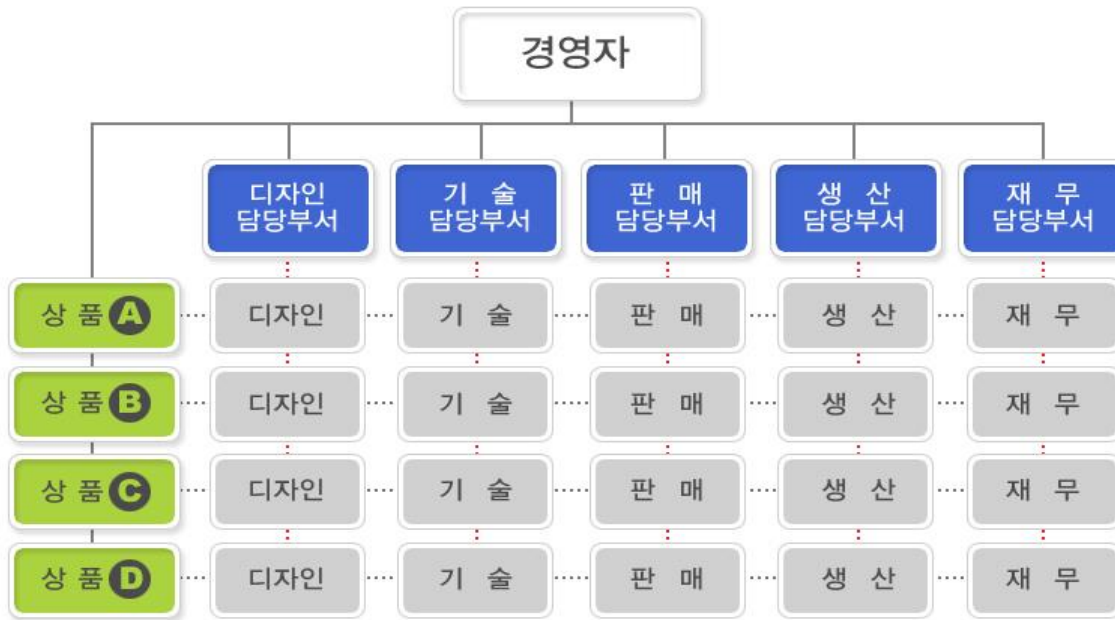 경영자
디자인
담당부서
기 술
담당부서
판 매
담당부서
생 산
담당부서
재 무
담당부서
상 품 A
디자인
기 술
판 매
생 산
재 무
상 품 B
디자인
기 술
판 매
생 산
재 무
상 품 C
디자인
기 술
판 매
생 산
재 무
상 품 D
디자인
기 술
판 매
생 산
재 무